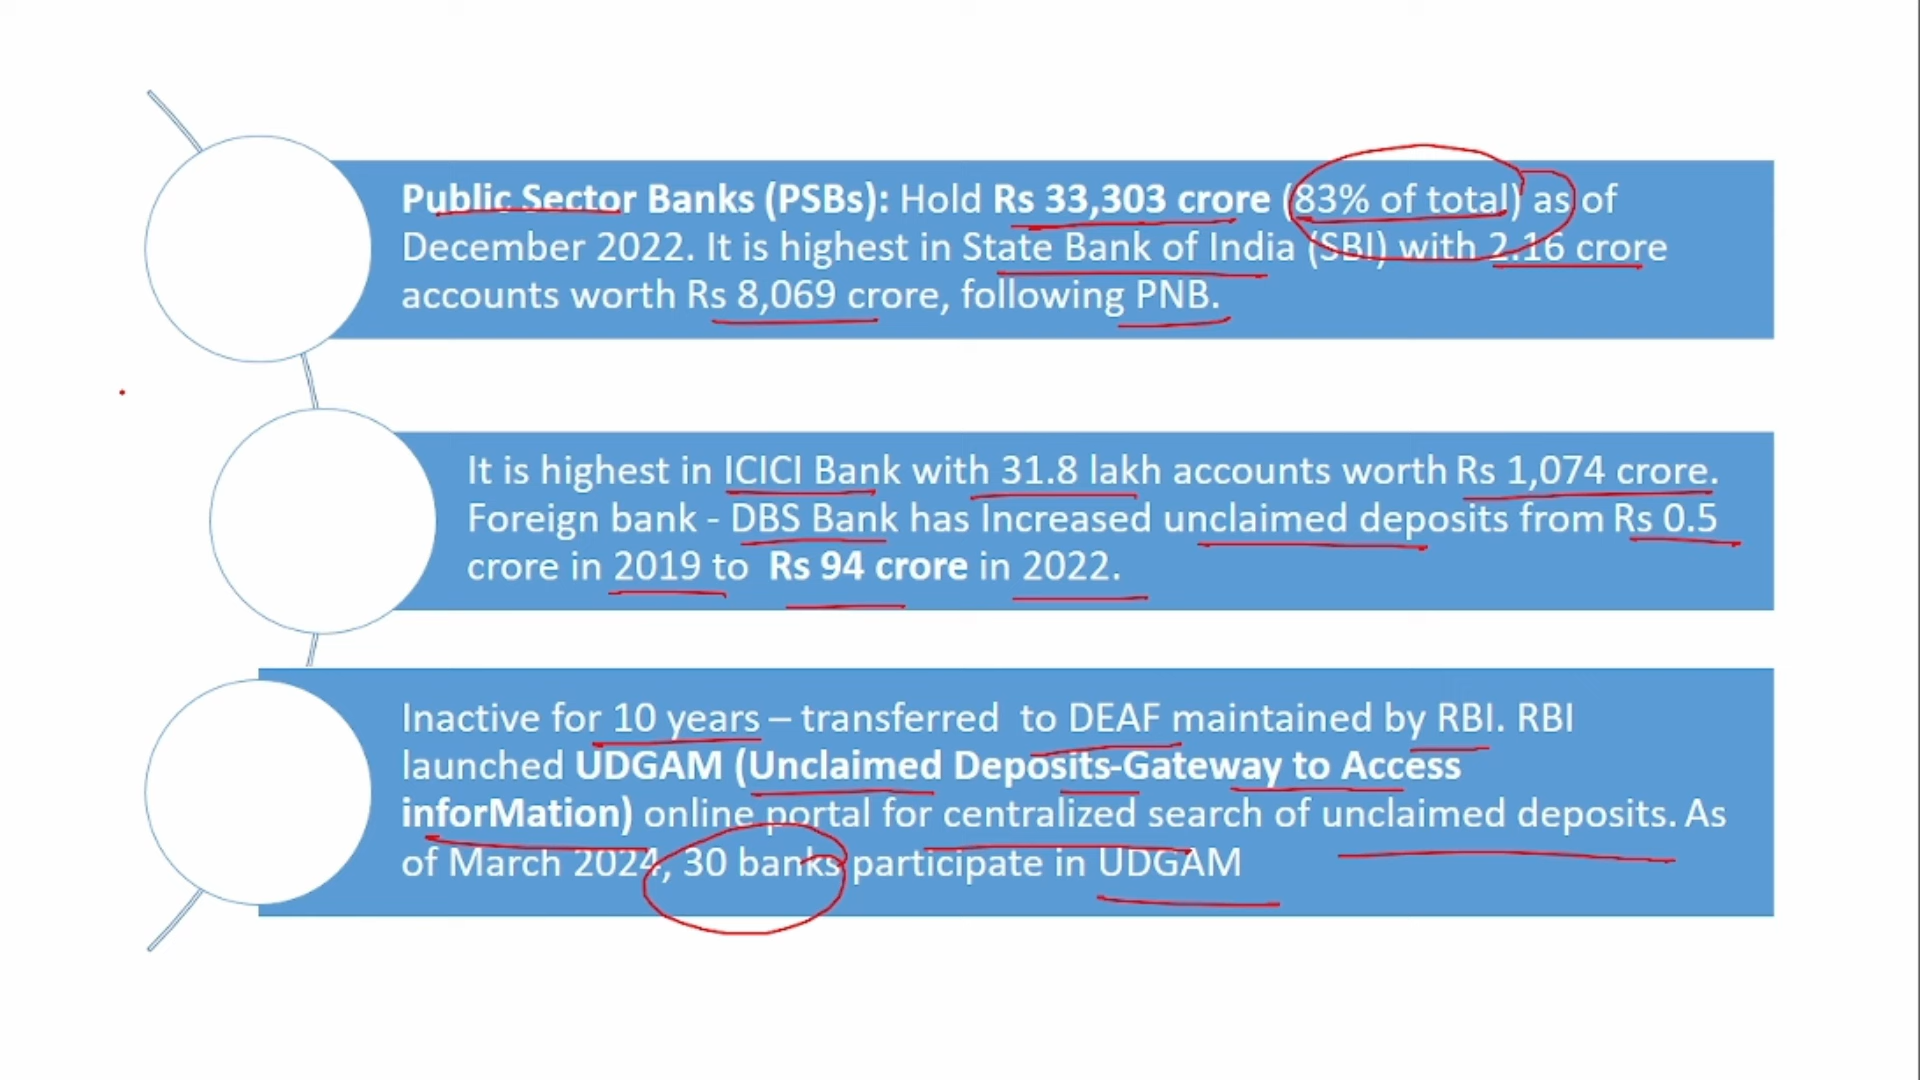 Public Sector Banks (PSBs): Hold Rs 33,303 crore (83% of total) as of
December 2022. It is highest in State Bank of India (SBI) with 2.16 crore
accounts worth Rs 8,069 crore, following PNB.
It is highest in ICICI Bank with 31.8 lakh accounts worth Rs 1,074 crore.
Foreign bank - DBS Bank has Increased unclaimed deposits from Rs 0.5
crore in 2019 to Rs 94 crore in 2022.
Inactive for 10 years – transferred to DEAF maintained by RBI. RBI
launched UDGAM (Unclaimed Deposits-Gateway to Access
inforMation) online portal for centralized search of unclaimed deposits. As
of March 2024, 30 banks participate in UDGAM